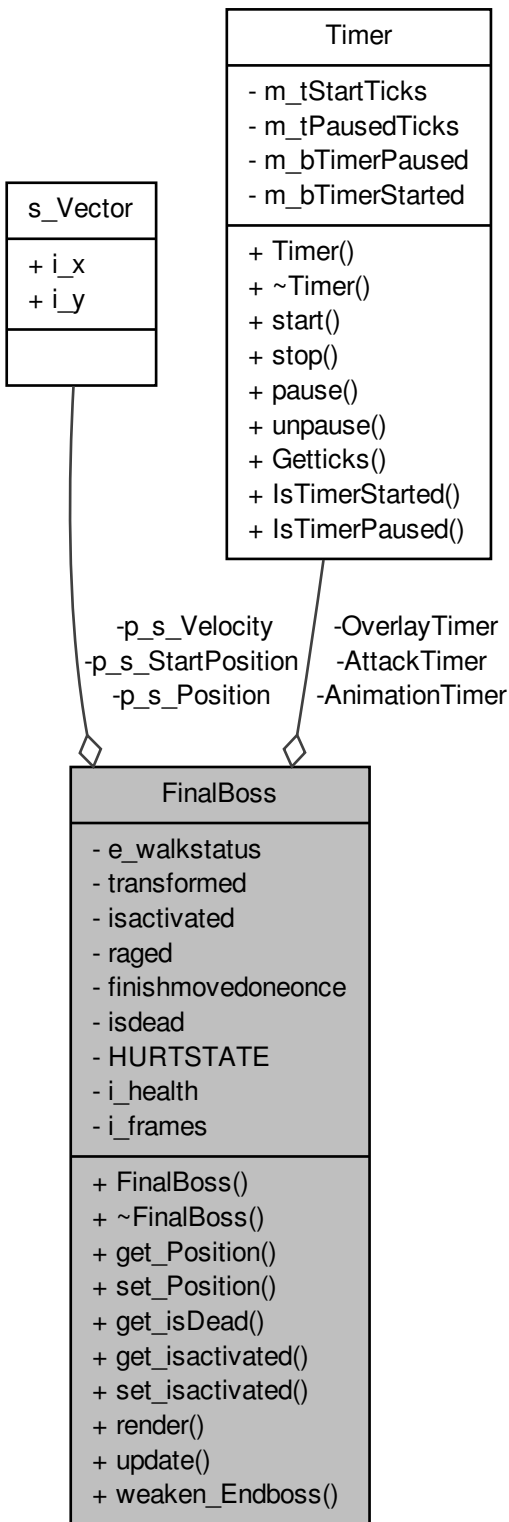 Timer
- m_tStartTicks
- m_tPausedTicks
- m_bTimerPaused
- m_bTimerStarted
+ Timer()
+ ~Timer()
+ start()
+ stop()
+ pause()
+ unpause()
+ Getticks()
+ IsTimerStarted()
+ IsTimerPaused()
s_Vector
+ i_x
+ i_y
-p_s_Velocity
-p_s_StartPosition
-p_s_Position
-OverlayTimer
-AttackTimer
-AnimationTimer
FinalBoss
- e_walkstatus
- transformed
- isactivated
- raged
- finishmovedoneonce
- isdead
- HURTSTATE
- i_health
- i_frames
+ FinalBoss()
+ ~FinalBoss()
+ get_Position()
+ set_Position()
+ get_isDead()
+ get_isactivated()
+ set_isactivated()
+ render()
+ update()
+ weaken_Endboss()